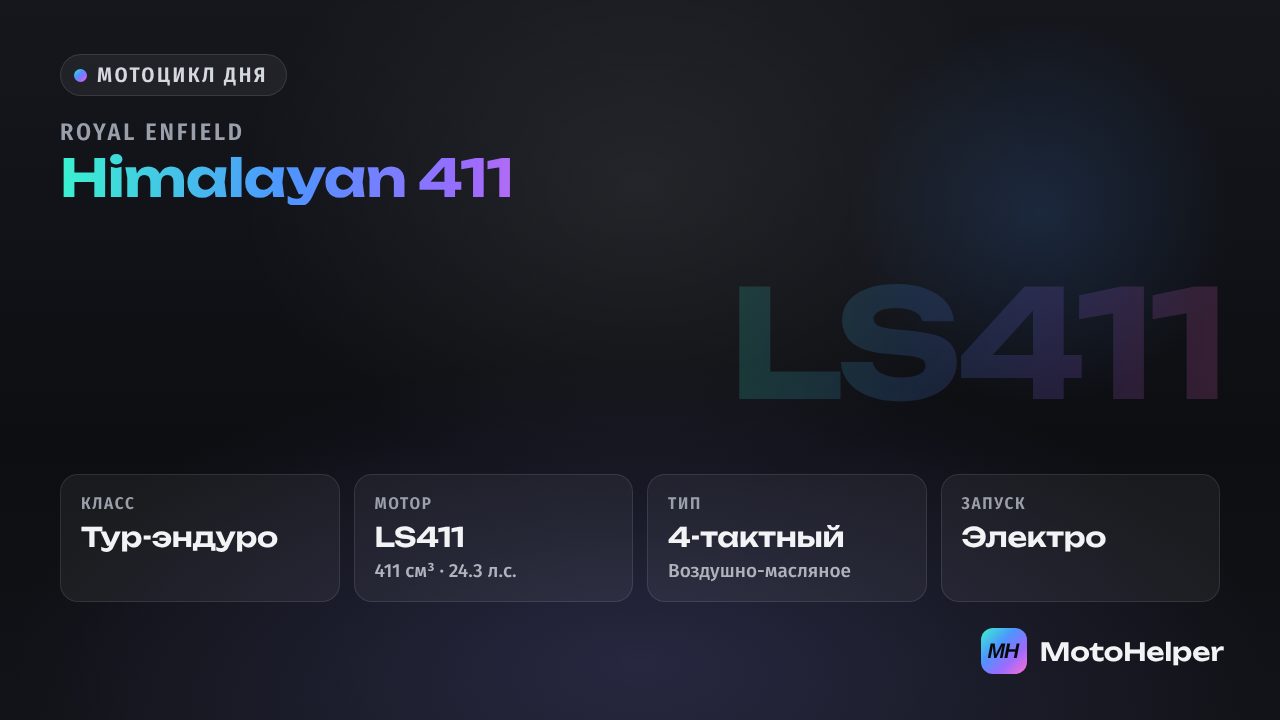 МОТОЦИКЛ ДНЯ
ROYAL ENFIELD
Himalayan 411
LS411
КЛАСС
Тур-эндуро
МОТОР
LS411
411 см³ · 24.3 л.с.
ТИП
4-тактный
Воздушно-масляное
ЗАПУСК
Электро
MH MotoHelper